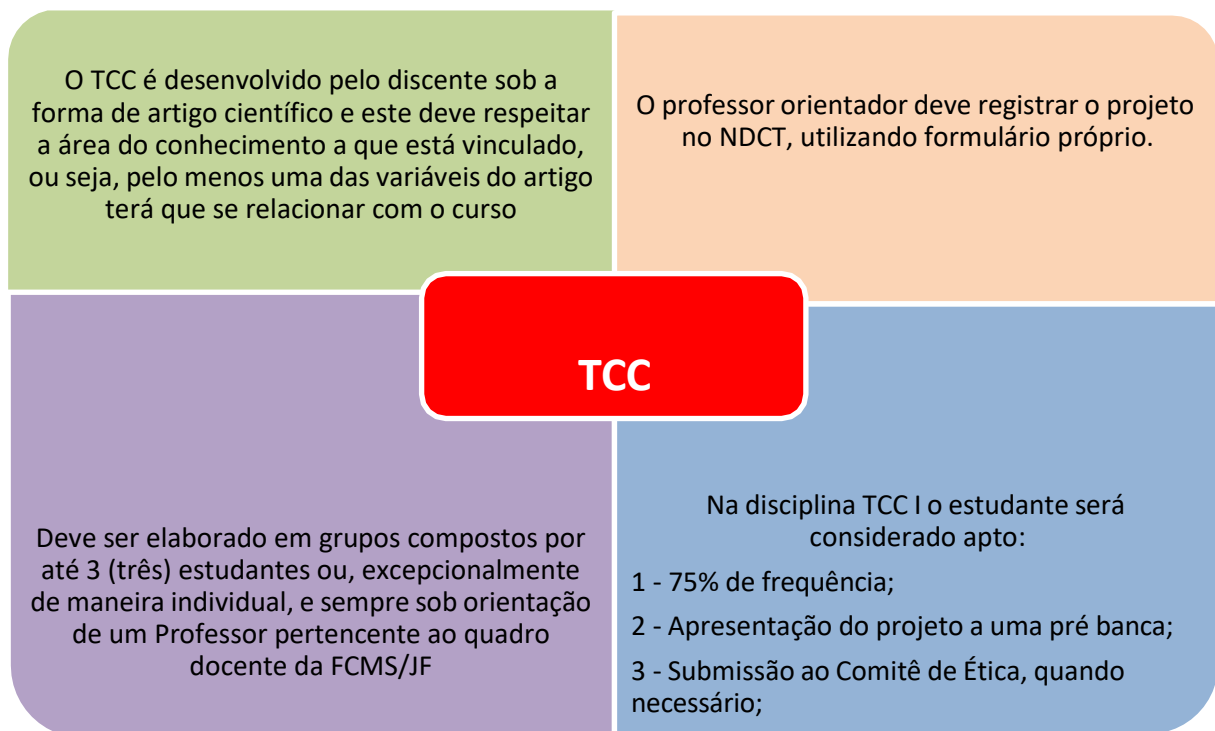 O TCC é desenvolvido pelo discente sob a
forma de artigo científico e este deve respeitar
a área do conhecimento a que está vinculado,
ou seja, pelo menos uma das variáveis do artigo
terá que se relacionar com o curso
O professor orientador deve registrar o projeto
no NDCT, utilizando formulário próprio.
TCC
Deve ser elaborado em grupos compostos por
até 3 (três) estudantes ou, excepcionalmente
de maneira individual, e sempre sob orientação
de um Professor pertencente ao quadro
docente da FCMS/JF
Na disciplina TCC I o estudante será
considerado apto:
1 - 75% de frequência;
2 - Apresentação do projeto a uma pré banca;
3 - Submissão ao Comitê de Ética, quando
necessário;